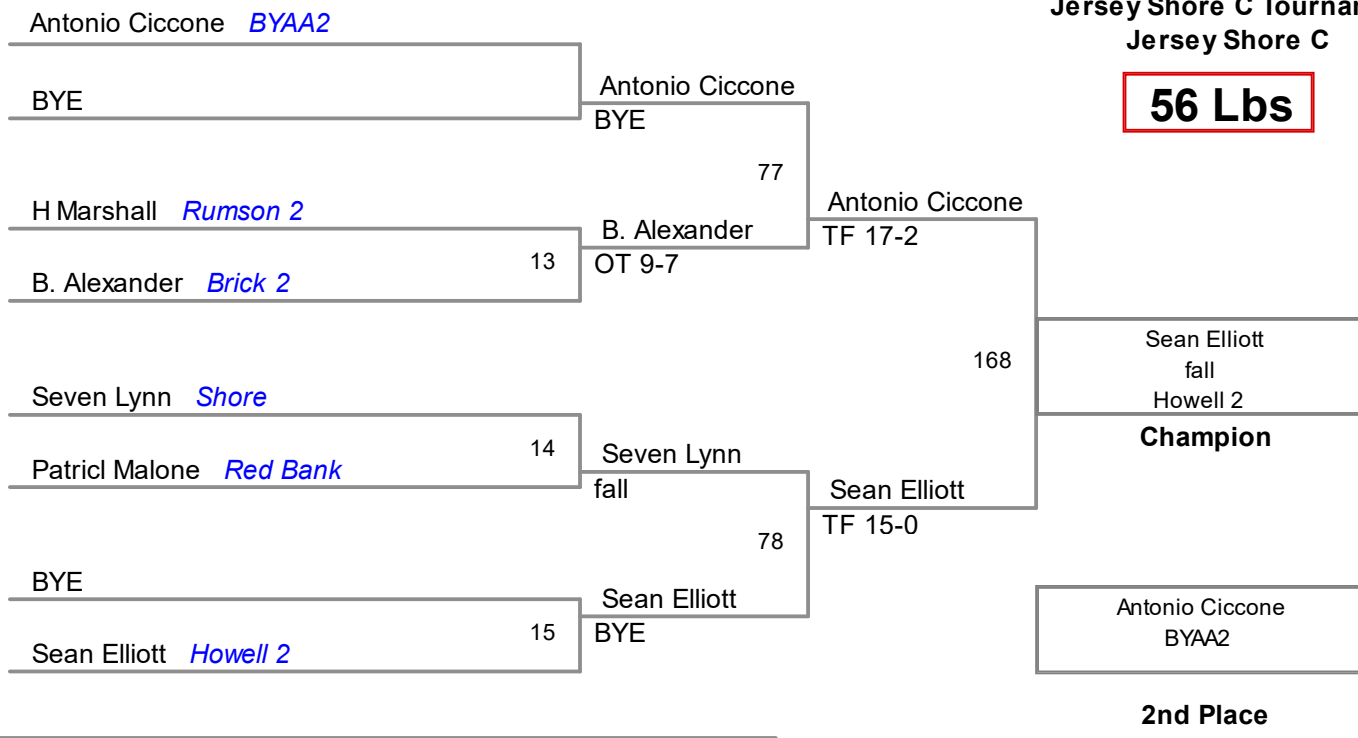 Antonio Ciccone BYAA2
Jersey Shore C
Jersey Shore C
56 Lbs
BYE
Antonio Ciccone
BYE
77
H Marshall Rumson 2
B. Alexander Brick 2
13
B. Alexander
OT 9-7
Antonio Ciccone
TF 17-2
168
Seven Lynn Shore
Patricl Malone Red Bank
14
Seven Lynn
fall
78
Sean Elliott
TF 15-0
BYE
Sean Elliott Howell 2
15
Sean Elliott
BYE
Sean Elliott
fall
Howell 2
Champion
Antonio Ciccone
BYAA2
2nd Place